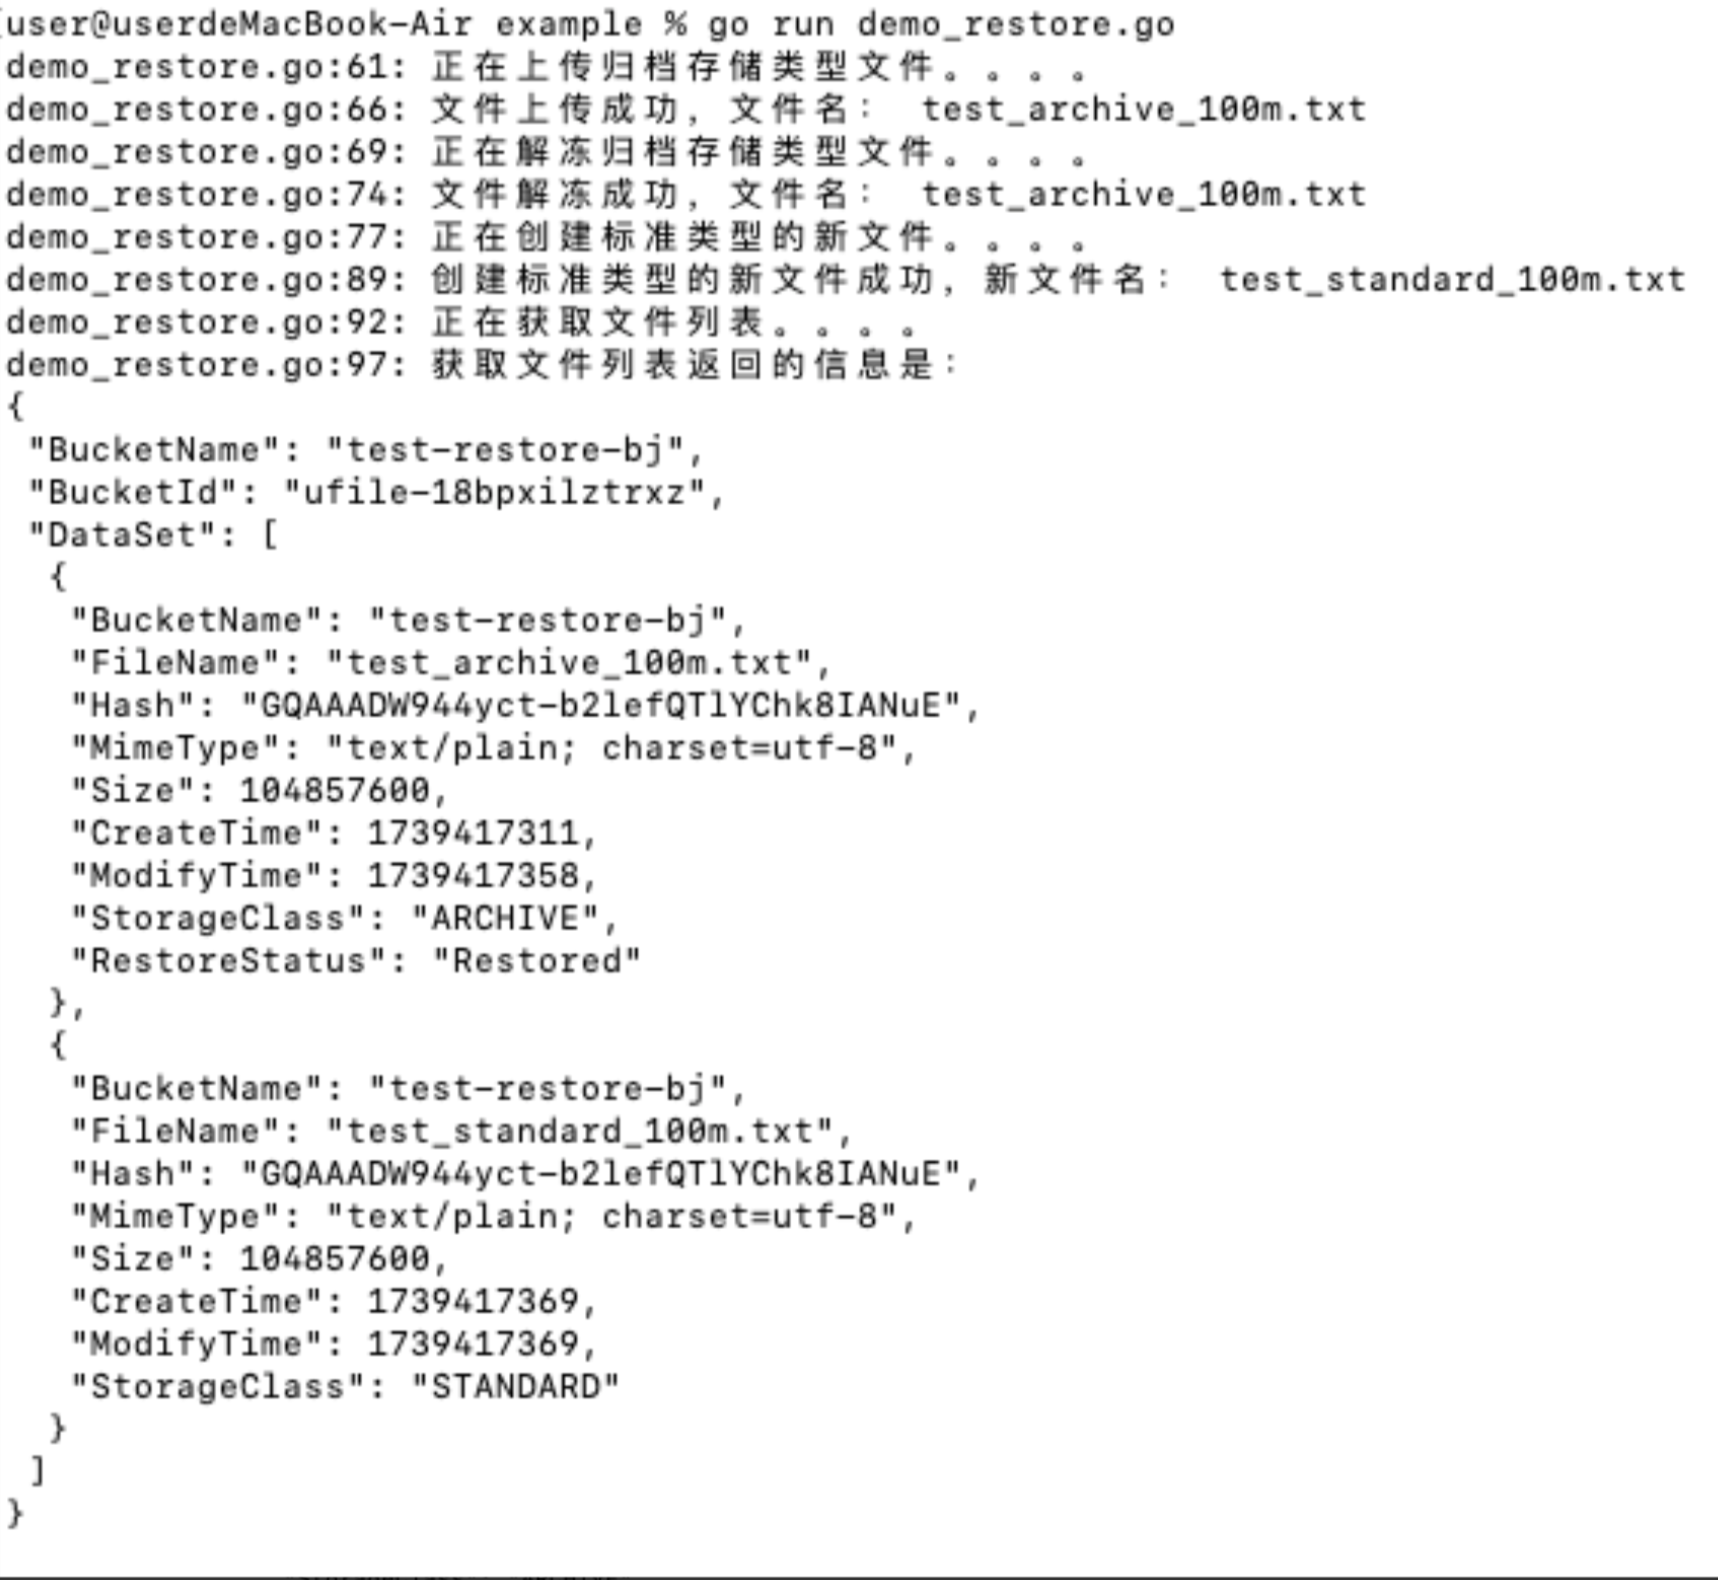 user@userdeMacBook-Air example % go run demo_restore.go
demo_restore.go:61: 正在上传归档存储类型文件。。。。
demo_restore.go:66: 文件上传成功，文件名： test_archive_100m.txt
demo_restore.go:69: 正在解冻归档存储类型文件。。。。
demo_restore.go:74: 文件解冻成功，文件名： test_archive_100m.txt
demo_restore.go:77: 正在创建标准类型的新文件。。。。
demo_restore.go:89: 创建标准类型的新文件成功，新文件名： test_standard_100m.txt
demo_restore.go:92: 正在获取文件列表。。。。
demo_restore.go:97: 获取文件列表返回的信息是：
{
 "BucketName": "test-restore-bj",
 "BucketId": "ufile-18bpxilztrxz",
 "DataSet": [
  {
   "BucketName": "test-restore-bj",
   "FileName": "test_archive_100m.txt",
   "Hash": "GQAAADW944yct-b2lefQTlYChk8IANuE",
   "MimeType": "text/plain; charset=utf-8",
   "Size": 104857600,
   "CreateTime": 1739417311,
   "ModifyTime": 1739417358,
   "StorageClass": "ARCHIVE",
   "RestoreStatus": "Restored"
  },
  {
   "BucketName": "test-restore-bj",
   "FileName": "test_standard_100m.txt",
   "Hash": "GQAAADW944yct-b2lefQTlYChk8IANuE",
   "MimeType": "text/plain; charset=utf-8",
   "Size": 104857600,
   "CreateTime": 1739417369,
   "ModifyTime": 1739417369,
   "StorageClass": "STANDARD"
  }
 ]
}